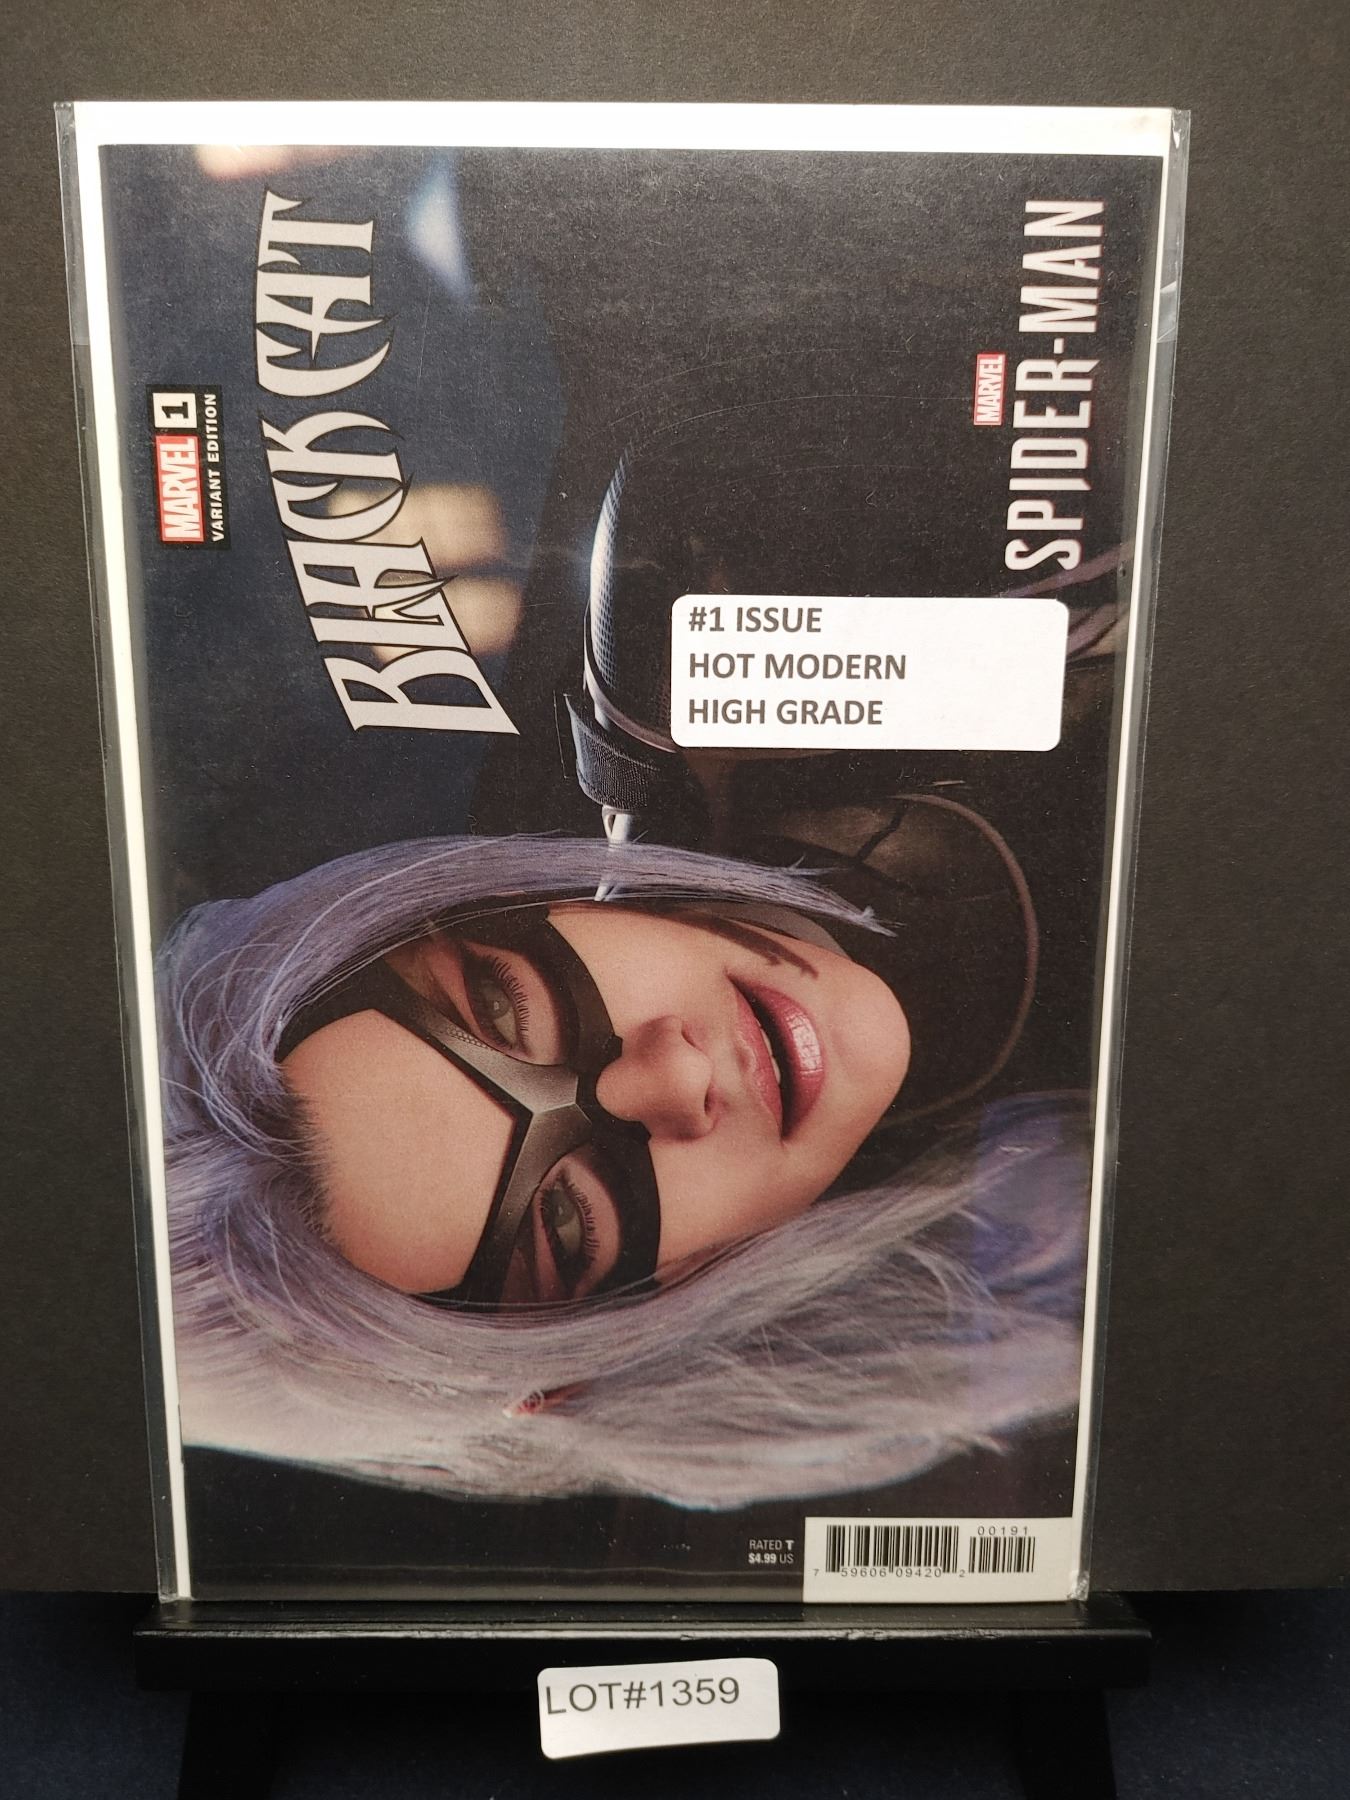 MARVEL 1
VARIANT EDITION
BLACK CAT
MARVEL
SPIDER-MAN
#1 ISSUE
HOT MODERN
HIGH GRADE
RATED T
$4.99 US
00191
7 59606 09420 2
LOT#1359